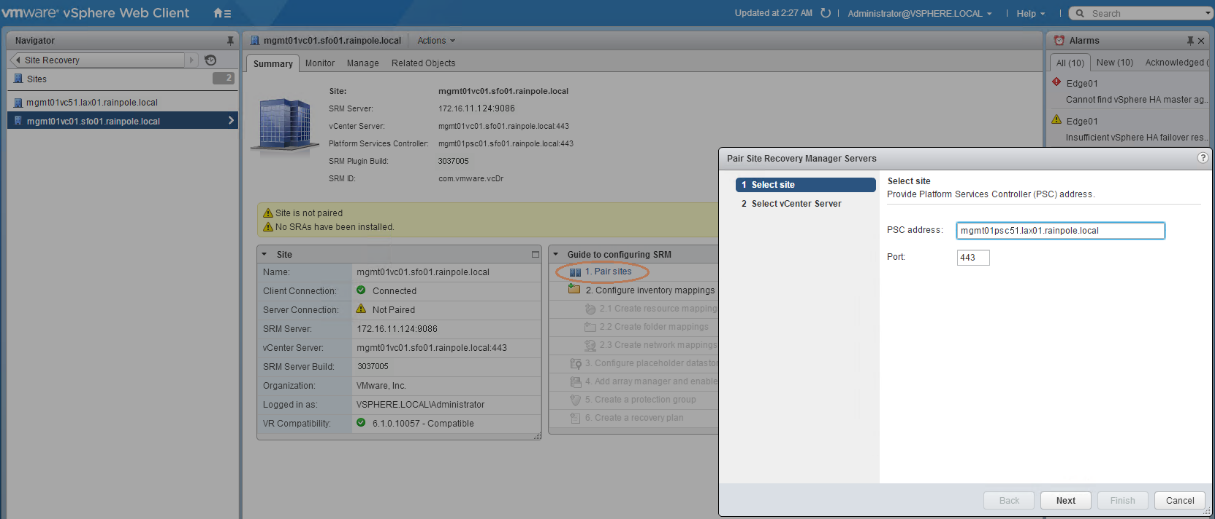 vmware® vSphere Web Client
Updated at 2:27 AM | Administrator@VSPHERE.LOCAL | Help | Search
Navigator
Site Recovery
Sites 2
mgmt01vc51.lax01.rainpole.local
mgmt01vc01.sfo01.rainpole.local
mgmt01vc01.sfo01.rainpole.local Actions
Summary Monitor Manage Related Objects
Site: mgmt01vc01.sfo01.rainpole.local
SRM Server: 172.16.11.124:9086
vCenter Server: mgmt01vc01.sfo01.rainpole.local:443
Platform Services Controller: mgmt01psc01.sfo01.rainpole.local:443
SRM Plugin Build: 3037005
SRM ID: com.vmware.vcDr
Site is not paired
No SRAs have been installed.
Site
Name: mgmt01vc01.sfo01.rainpole.local
Client Connection: Connected
Server Connection: Not Paired
SRM Server: 172.16.11.124:9086
vCenter Server: mgmt01vc01.sfo01.rainpole.local:443
SRM Server Build: 3037005
Organization: VMware, Inc.
Logged in as: VSPHERE.LOCAL\Administrator
VR Compatibility: 6.1.0.10057 - Compatible
Guide to configuring SRM
1. Pair sites
2. Configure inventory mappings
2.1 Create resource mapping
2.2 Create folder mappings
2.3 Create network mappings
3. Configure placeholder datastor
4. Add array manager and enable
5. Create a protection group
6. Create a recovery plan
Alarms
All (10) New (10) Acknowledged (
Edge01
Cannot find vSphere HA master ag...
Edge01
Insufficient vSphere HA failover res...
Pair Site Recovery Manager Servers ?
1 Select site
2 Select vCenter Server
Select site
Provide Platform Services Controller (PSC) address.
PSC address: mgmt01psc51.lax01.rainpole.local
Port: 443
Back Next Finish Cancel